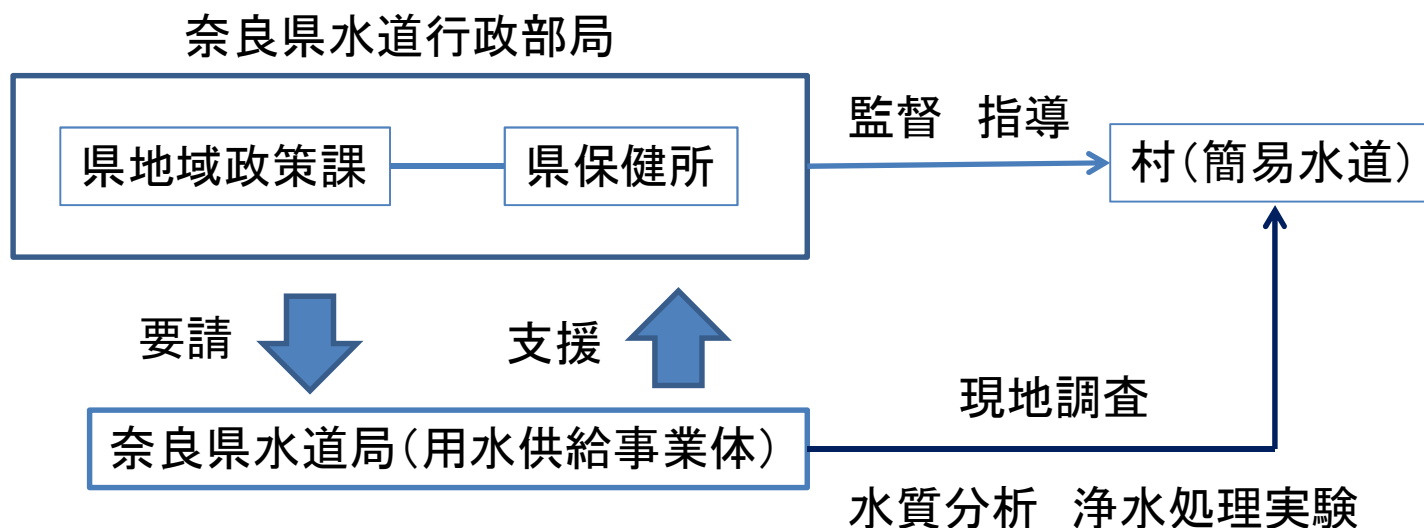 奈良県水道行政部局
県地域政策課
県保健所
監督　指導
村（簡易水道）
要請
支援
現地調査
奈良県水道局（用水供給事業体）
水質分析　浄水処理実験